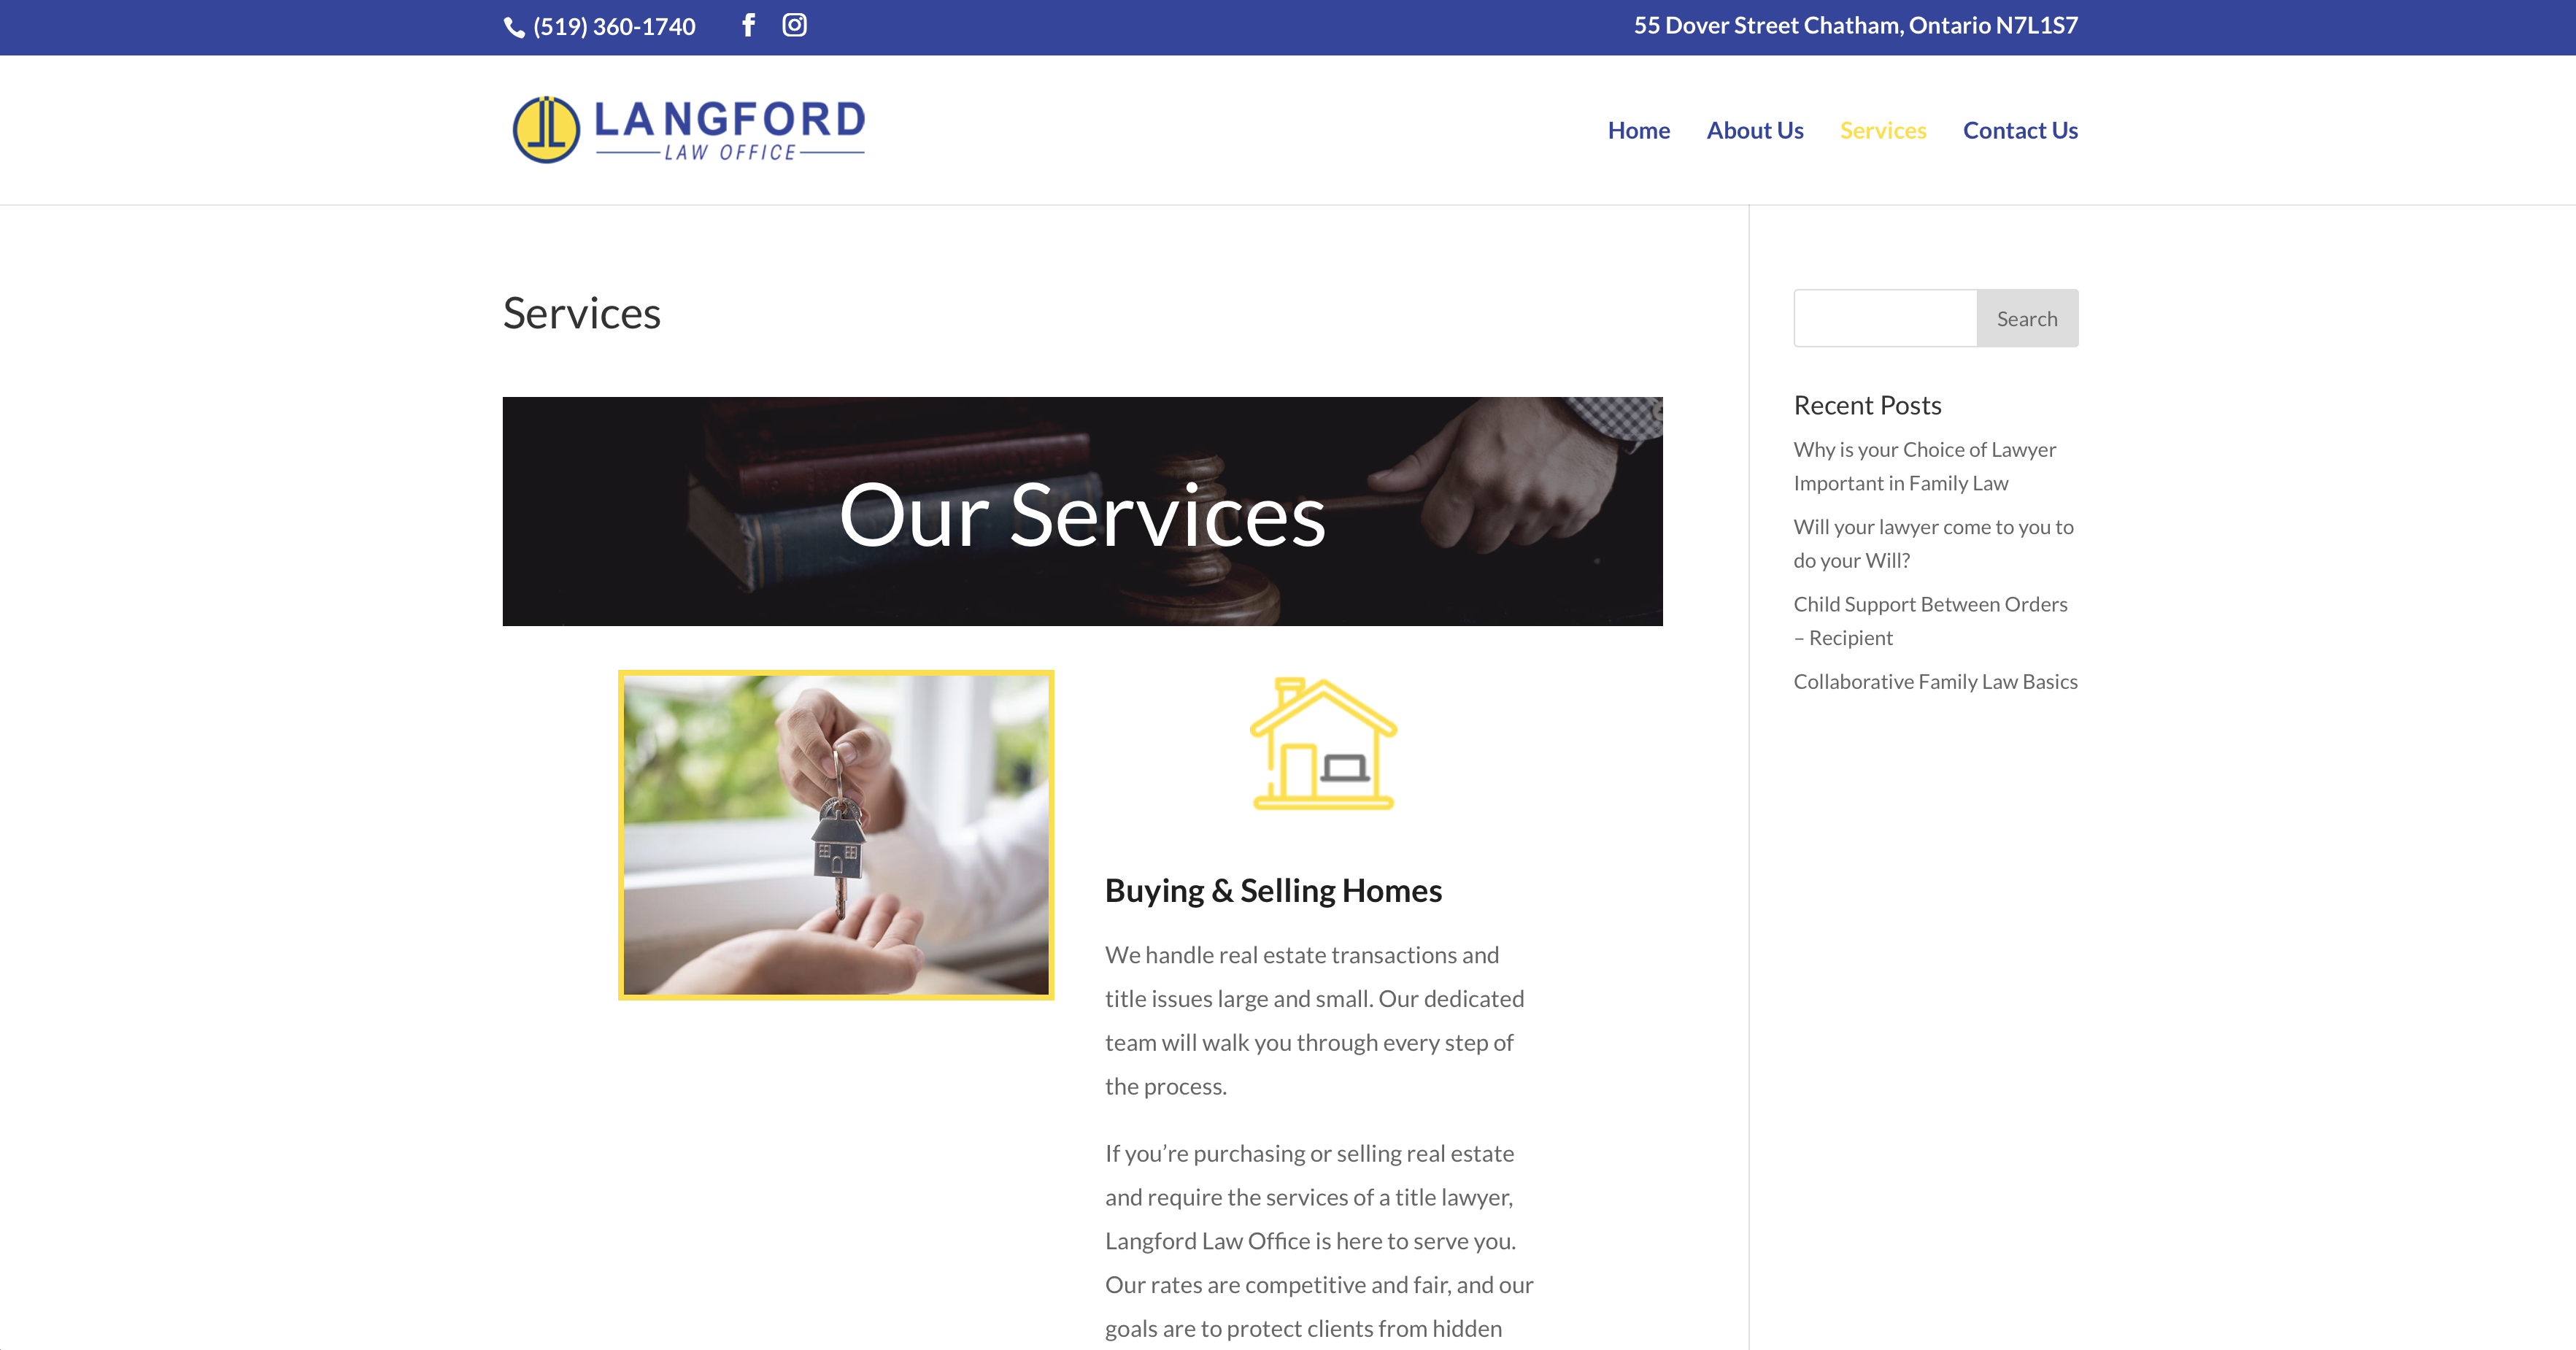 (519) 360-1740
55 Dover Street Chatham, Ontario N7L1S7
LANGFORD
LAW OFFICE
Home
About Us
Services
Contact Us
Services
Our Services
Buying & Selling Homes
We handle real estate transactions and
title issues large and small. Our dedicated
team will walk you through every step of
the process.
If you’re purchasing or selling real estate
and require the services of a title lawyer,
Langford Law Office is here to serve you.
Our rates are competitive and fair, and our
goals are to protect clients from hidden
Search
Recent Posts
Why is your Choice of Lawyer
Important in Family Law
Will your lawyer come to you to
do your Will?
Child Support Between Orders
– Recipient
Collaborative Family Law Basics